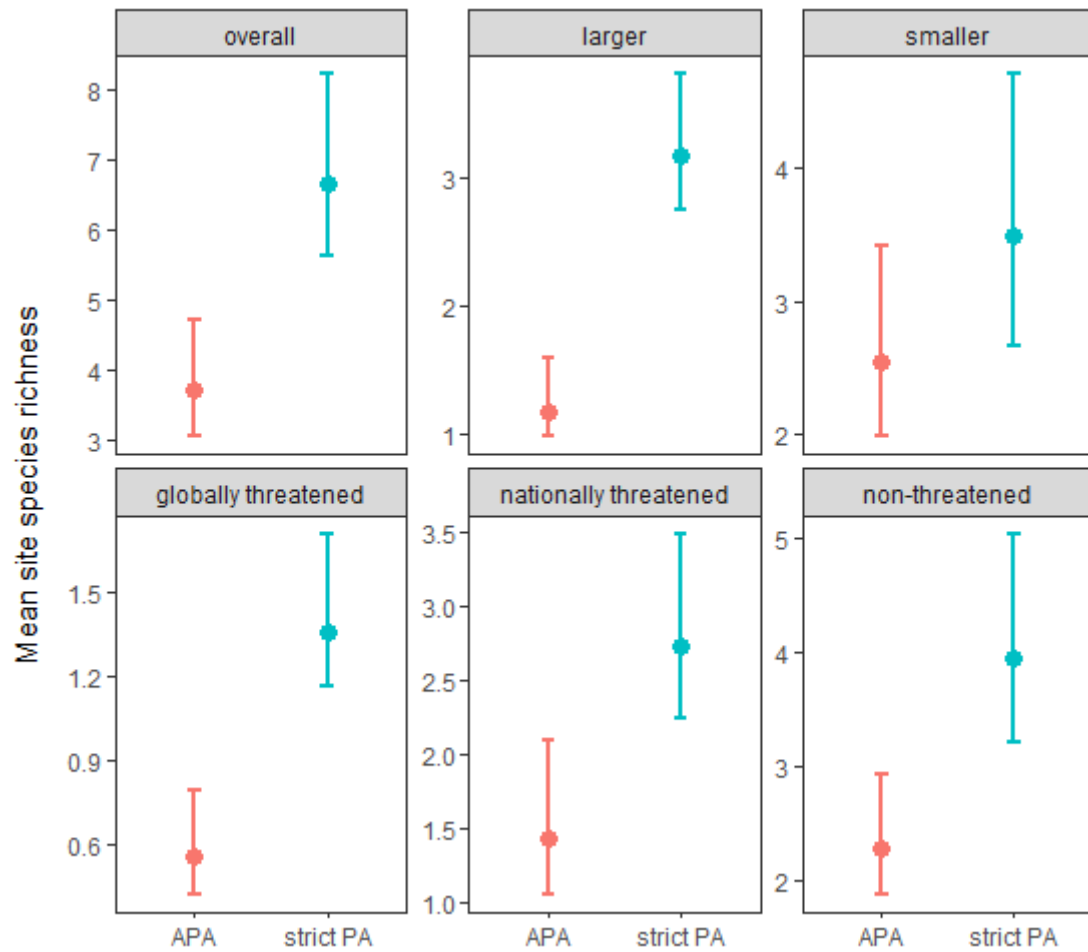 overall
larger
smaller
8
7
6
5
4
3
3
2
1
4
3
2
Mean site species richness
globally threatened
nationally threatened
non-threatened
1.5
1.2
0.9
0.6
3.5
3.0
2.5
2.0
1.5
1.0
5
4
3
2
APA
strict PA
APA
strict PA
APA
strict PA